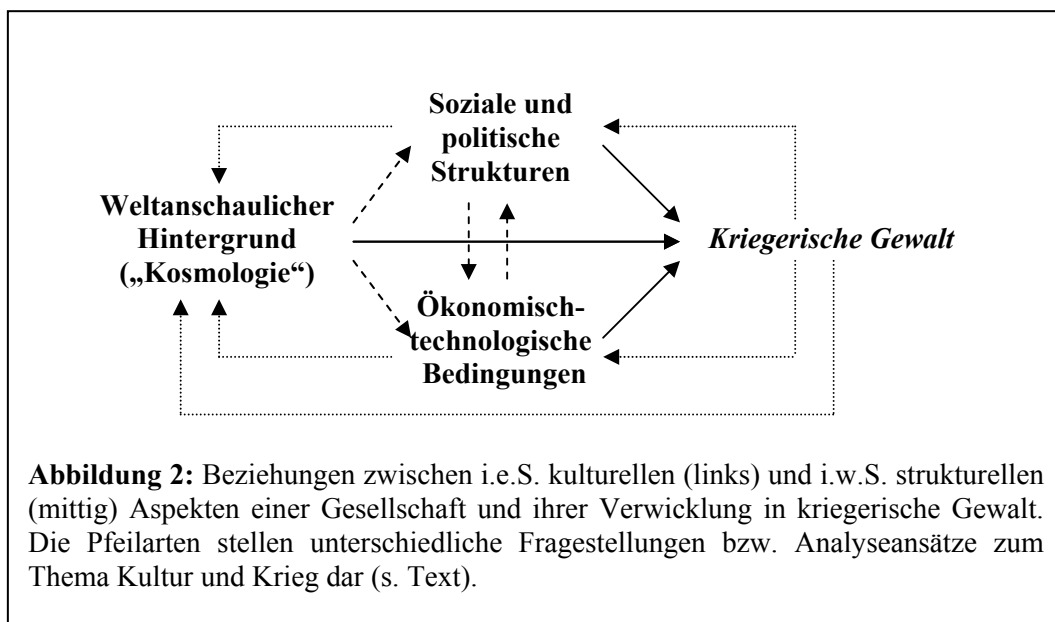 Soziale und
politische
Strukturen
Weltanschaulicher
Hintergrund
(„Kosmologie“)
Kriegerische Gewalt
Ökonomisch-
technologische
Bedingungen
Abbildung 2: Beziehungen zwischen i.e.S. kulturellen (links) und i.w.S. strukturellen
(mittig) Aspekten einer Gesellschaft und ihrer Verwicklung in kriegerische Gewalt.
Die Pfeilarten stellen unterschiedliche Fragestellungen bzw. Analyseansätze zum
Thema Kultur und Krieg dar (s. Text).